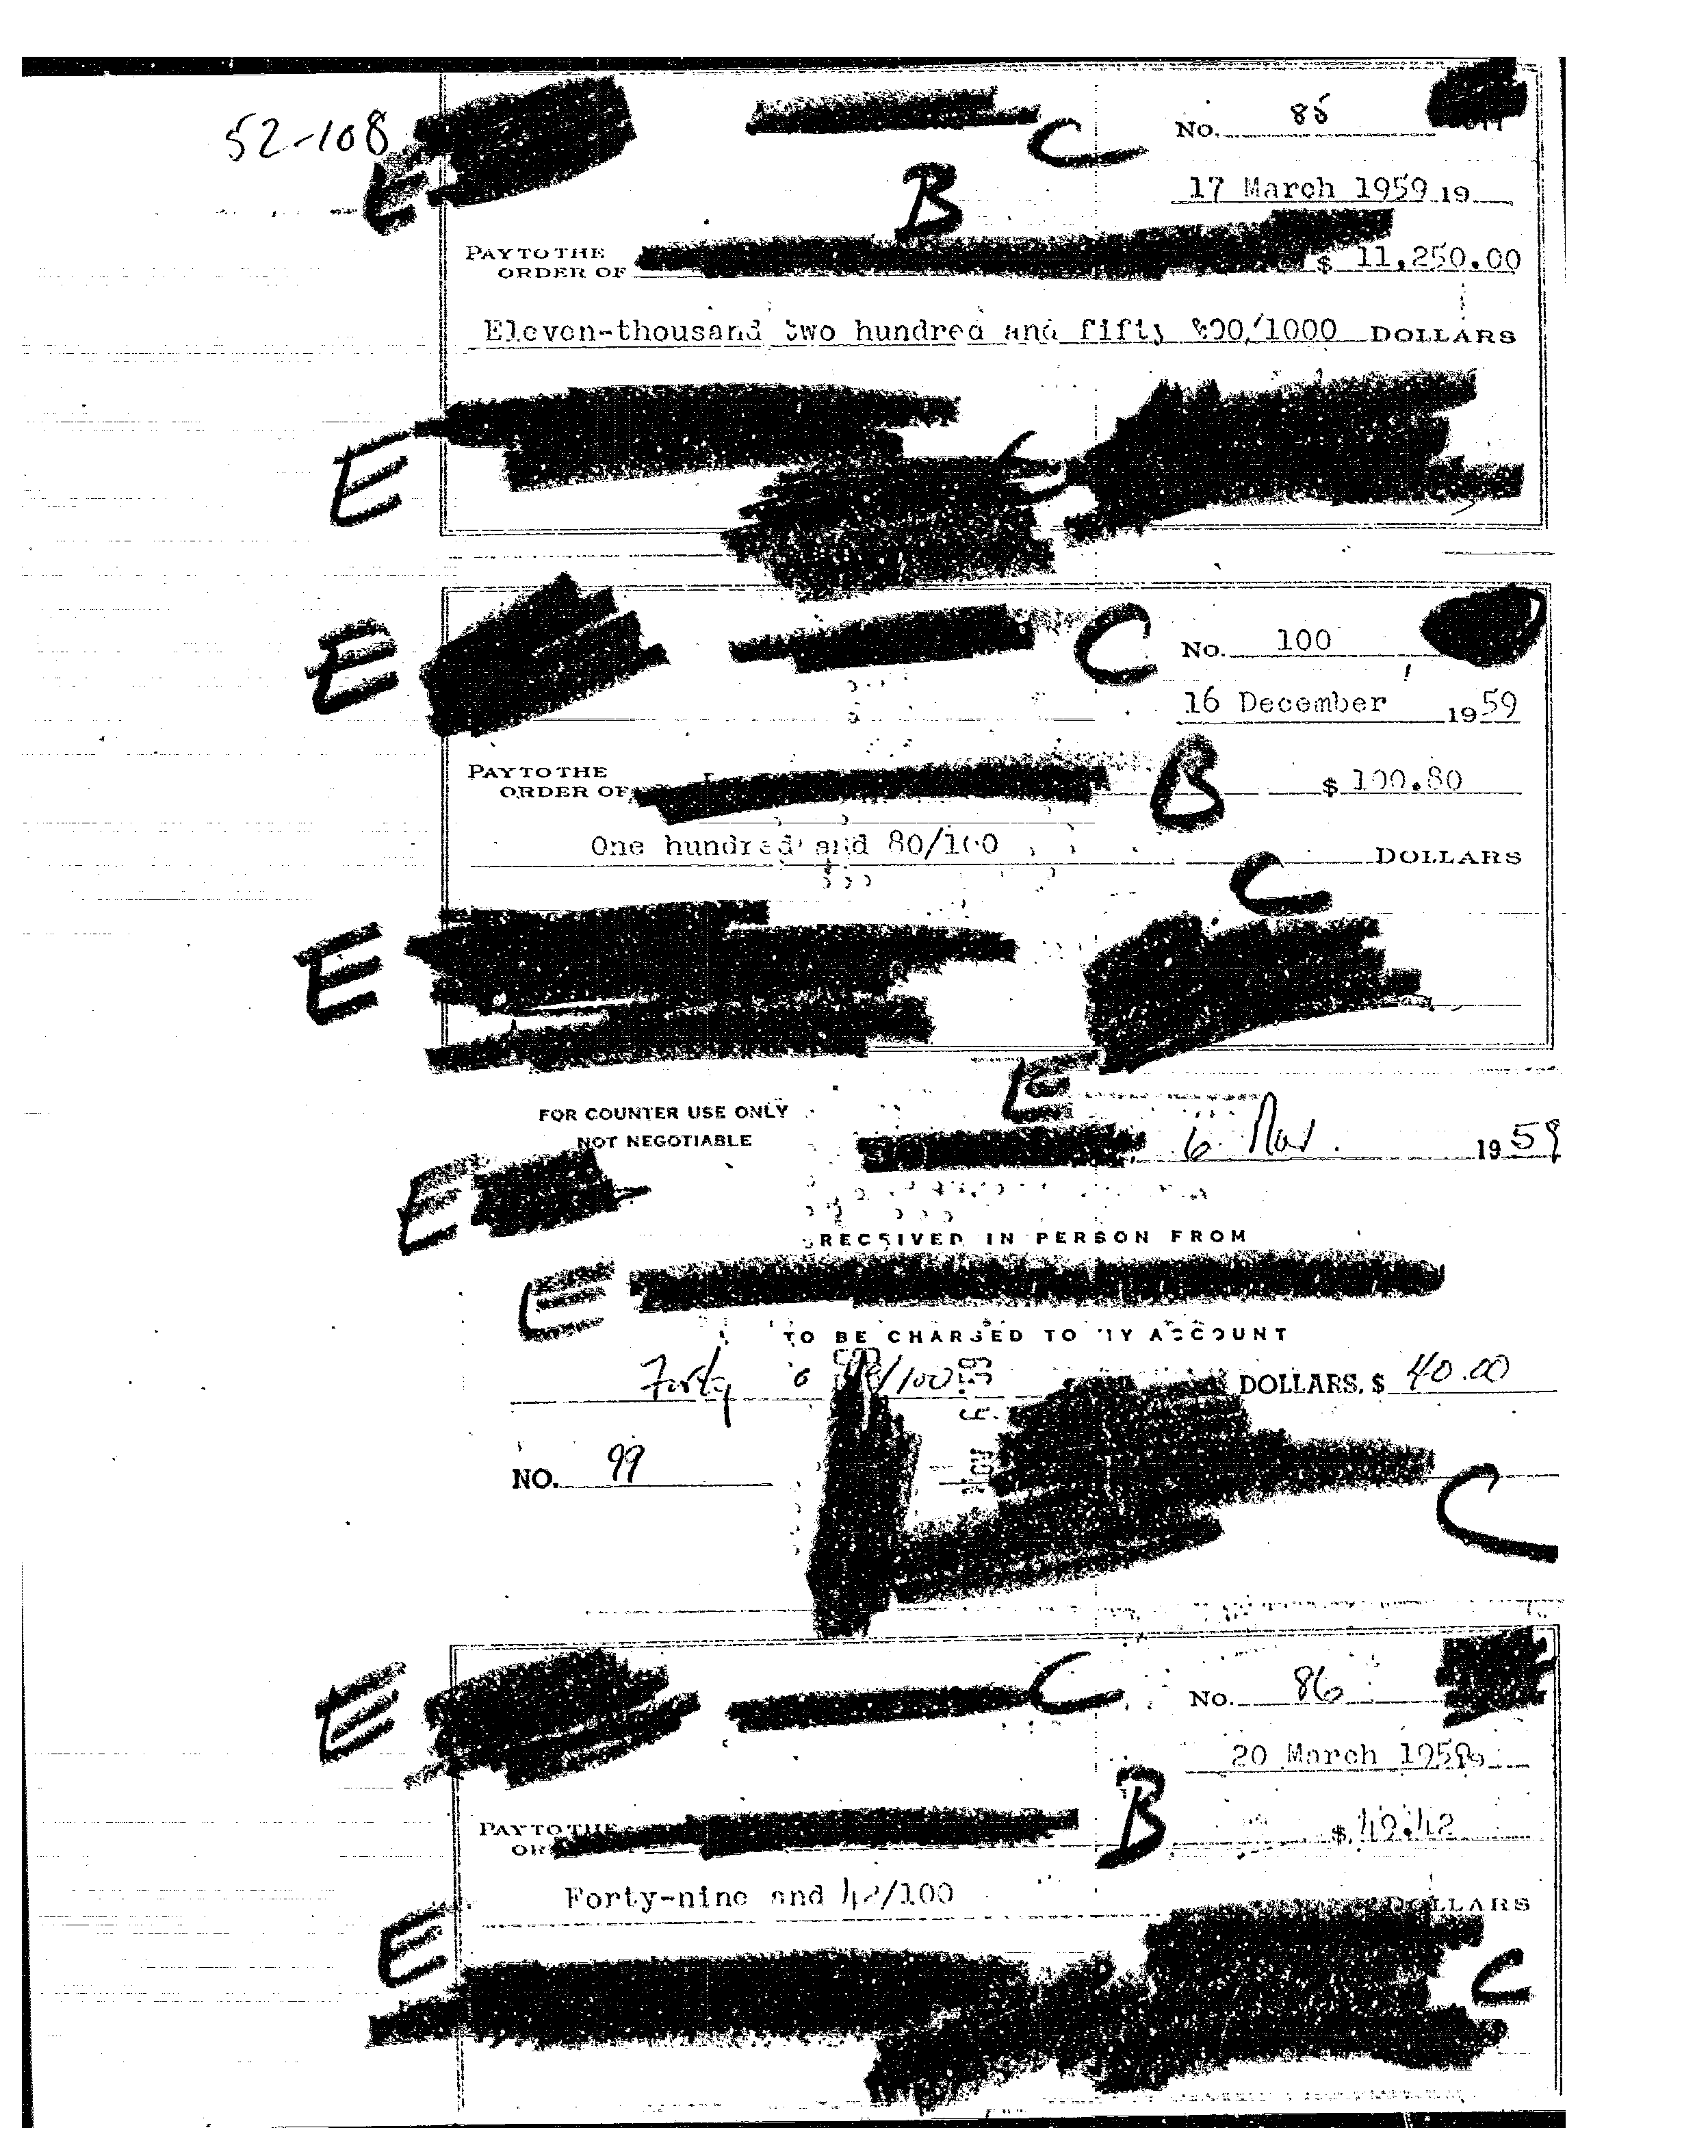 52-108
E
C
No. 85
B
17 March 1959 19
PAY TO THE
ORDER OF $ 11,250.00
Eleven-thousand two hundred and fifty 000/1000 DOLLARS
E
C
E
C
No. 100
16 December 1959
PAY TO THE
ORDER OF B $ 100.80
One hundred and 80/100 DOLLARS
C
E
E
FOR COUNTER USE ONLY
NOT NEGOTIABLE
6 Nov. 1959
E
RECEIVED IN PERSON FROM
E
TO BE CHARGED TO MY ACCOUNT
Forty /100 DOLLARS, $ 40.00
NO. 99
C
E
C
No. 86
20 March 1959
PAY TO THE
B $ 49.42
Forty-nine and 42/100
DOLLARS
E
C